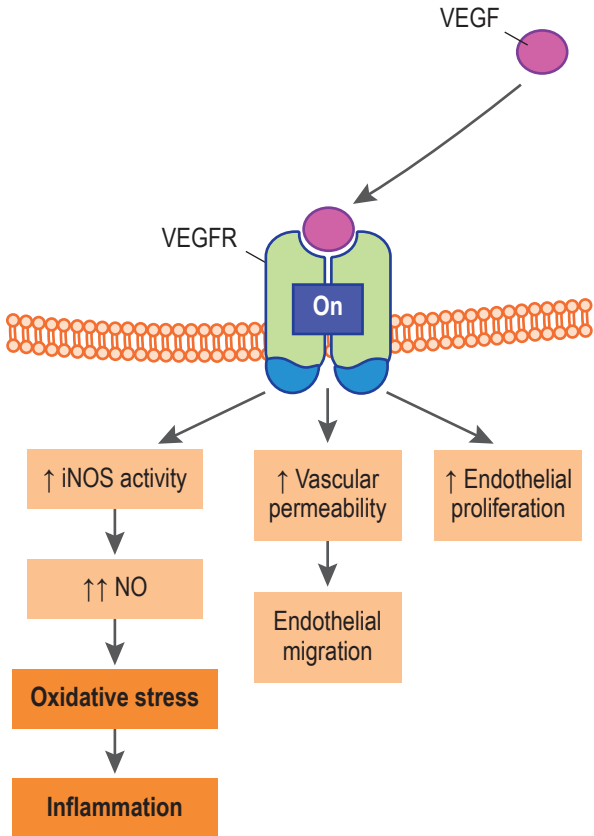 VEGF
VEGFR
On
↑ iNOS activity
↑↑ NO
Oxidative stress
Inflammation
↑ Vascular
permeability
Endothelial
migration
↑ Endothelial
proliferation